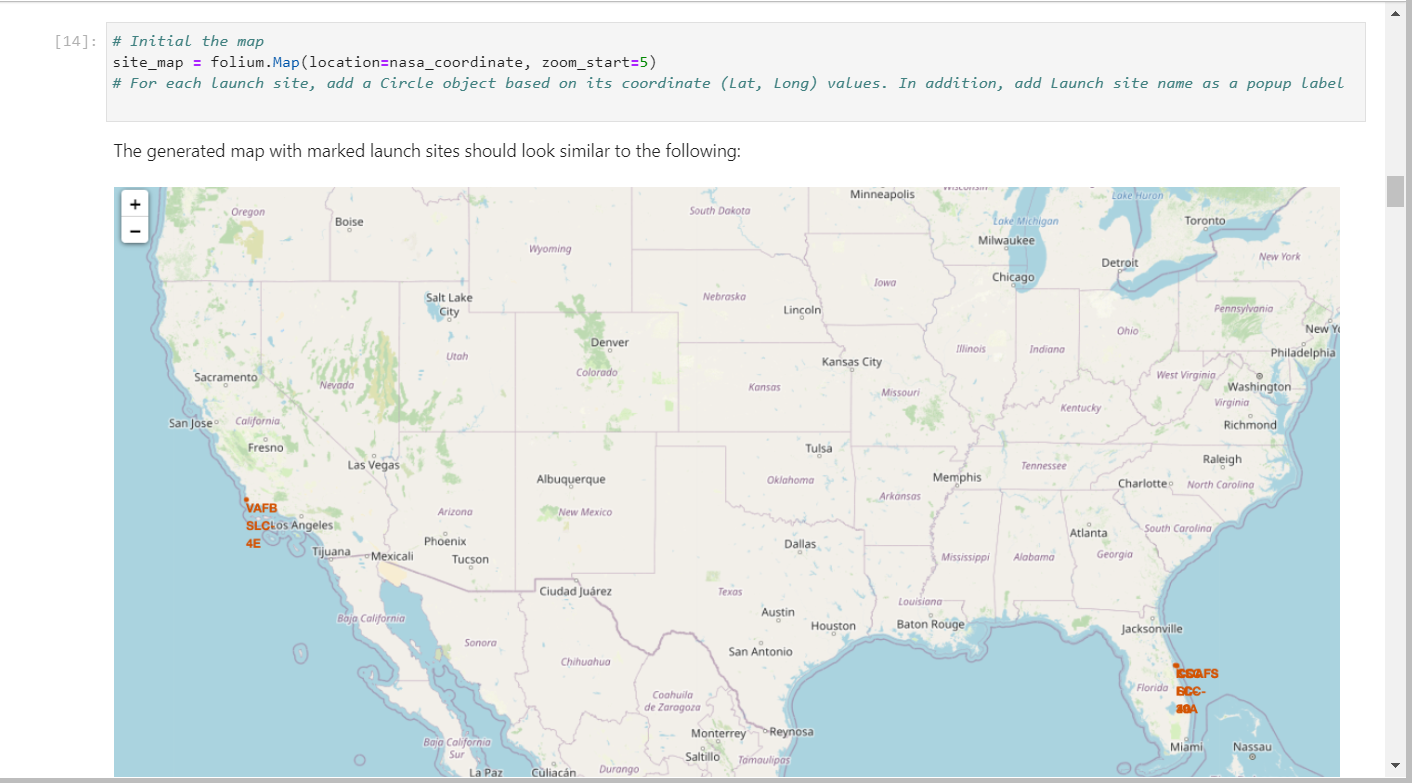 [14]:
# Initial the map
site_map = folium.Map(location=nasa_coordinate, zoom_start=5)
# For each launch site, add a Circle object based on its coordinate (Lat, Long) values. In addition, add Launch site name as a popup label
The generated map with marked launch sites should look similar to the following:
+
−
Minneapolis
Wisconsin
Lake Huron
Oregon
South Dakota
Boise
Lake Michigan
Toronto
Milwaukee
Wyoming
New York
Detroit
Chicago
Iowa
Salt Lake
City
Nebraska
Lincoln
Pennsylvania
Ohio
New Yo
Denver
Illinois
Indiana
Philadelphia
Utah
Kansas City
Colorado
West Virginia
Sacramento
Nevada
Kansas
Missouri
Washington
Kentucky
Virginia
San Jose
California
Richmond
Fresno
Tulsa
Las Vegas
Raleigh
Tennessee
Albuquerque
Oklahoma
Memphis
Charlotte
North Carolina
Arkansas
VAFB
SLC-
4E
Los Angeles
Arizona
New Mexico
South Carolina
Atlanta
Phoenix
Dallas
Tijuana
Mexicali
Tucson
Mississippi
Alabama
Georgia
Ciudad Juárez
Texas
Louisiana
Austin
Baja California
Houston
Baton Rouge
Jacksonville
Sonora
San Antonio
Chihuahua
Florida
Coahuila
de Zaragoza
Monterrey
Reynosa
Baja California
Sur
Miami
Nassau
Saltillo
Tamaulipas
La Paz
Culiacán
Durango